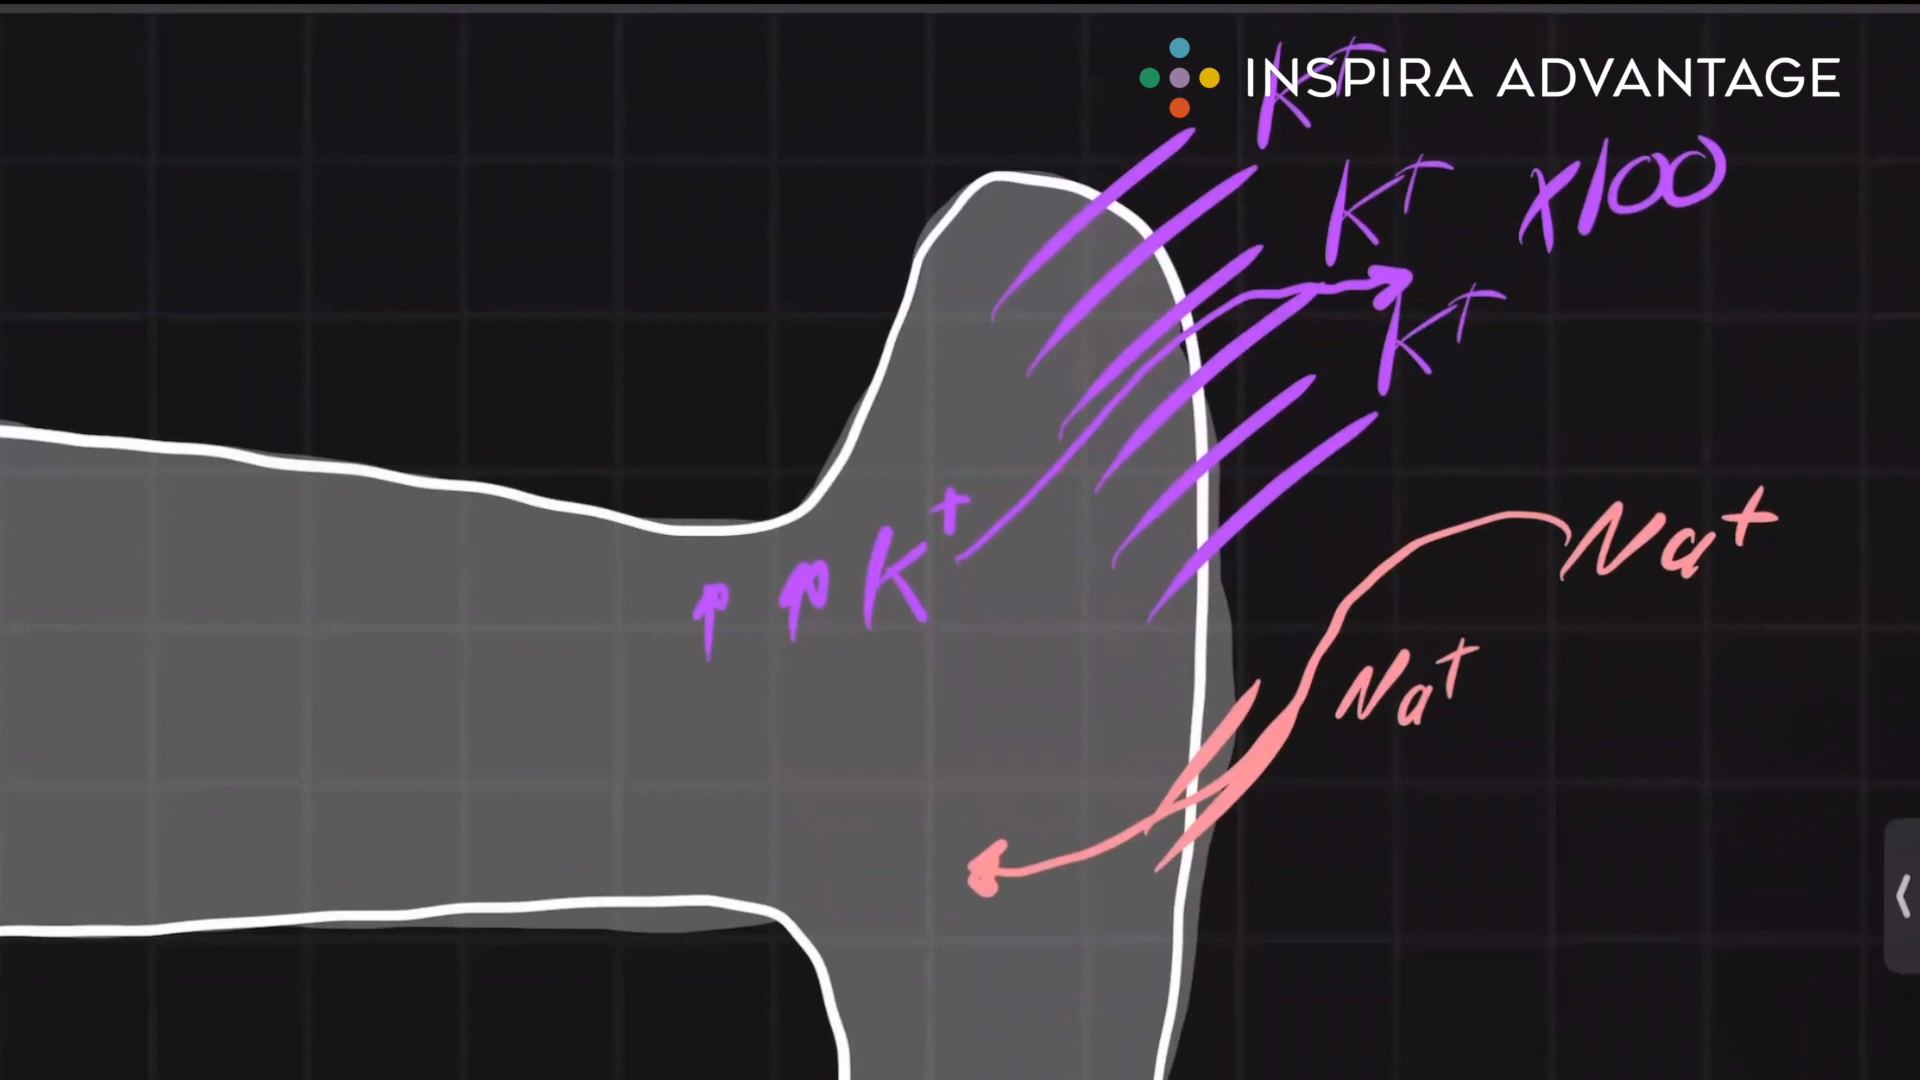 INSPIRA ADVANTAGE
K+
K+ x100
K+
↑ ↑↑ K+
Na+
Na+